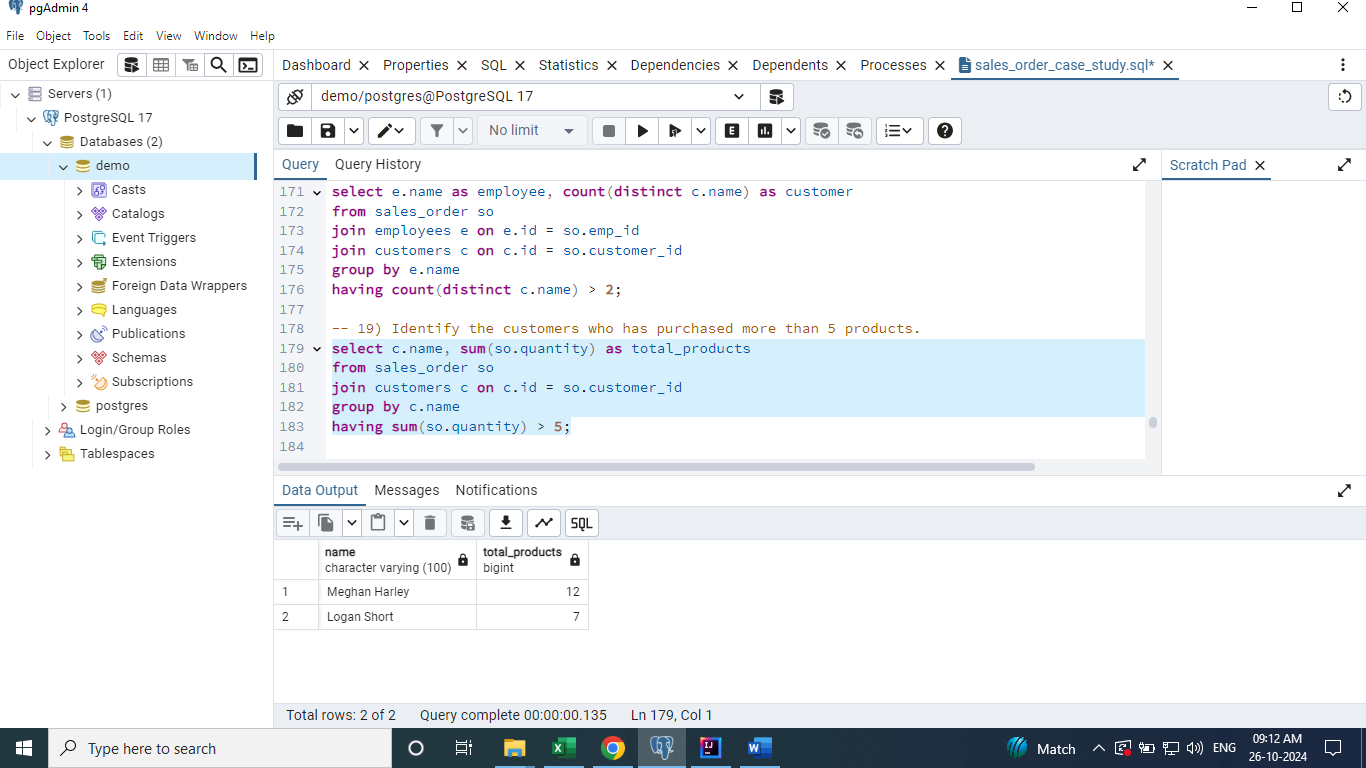 pgAdmin 4
File Object Tools Edit View Window Help
Object Explorer
Dashboard Properties SQL Statistics Dependencies Dependents Processes sales_order_case_study.sql*
Servers (1)
PostgreSQL 17
Databases (2)
demo
Casts
Catalogs
Event Triggers
Extensions
Foreign Data Wrappers
Languages
Publications
Schemas
Subscriptions
postgres
Login/Group Roles
Tablespaces
demo/postgres@PostgreSQL 17
No limit
E
Query Query History
Scratch Pad
171 select e.name as employee, count(distinct c.name) as customer
172 from sales_order so
173 join employees e on e.id = so.emp_id
174 join customers c on c.id = so.customer_id
175 group by e.name
176 having count(distinct c.name) > 2;
177
178 -- 19) Identify the customers who has purchased more than 5 products.
179 select c.name, sum(so.quantity) as total_products
180 from sales_order so
181 join customers c on c.id = so.customer_id
182 group by c.name
183 having sum(so.quantity) > 5;
184
Data Output Messages Notifications
SQL
name total_products
character varying (100) bigint
1 Meghan Harley 12
2 Logan Short 7
Total rows: 2 of 2 Query complete 00:00:00.135 Ln 179, Col 1
Type here to search
Match
ENG
09:12 AM
26-10-2024